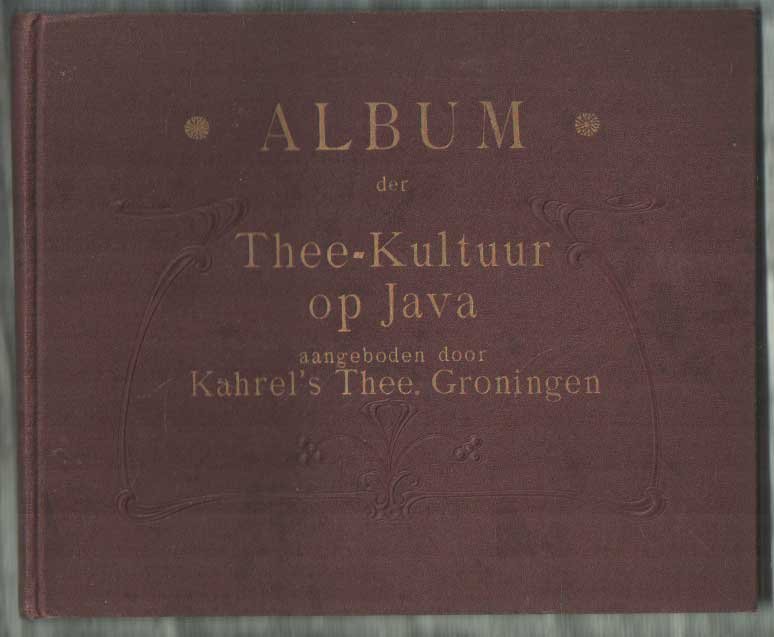 ALBUM
der
Thee-Kultuur
op Java
aangeboden door
Kahrel's Thee, Groningen